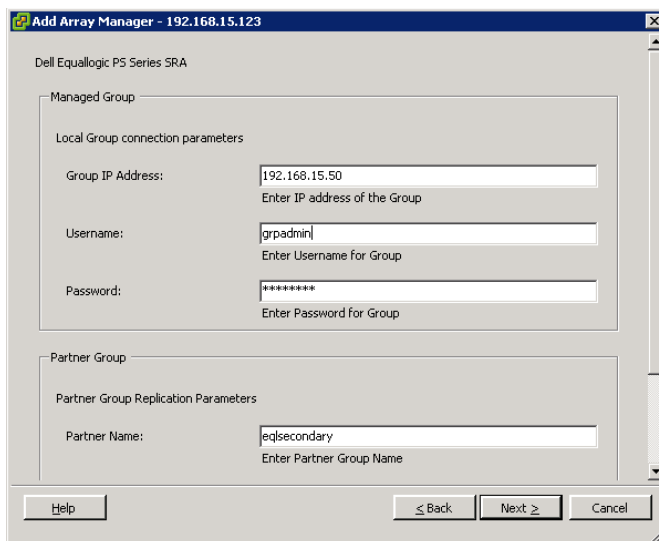 Add Array Manager - 192.168.15.123
Dell Equallogic PS Series SRA
Managed Group
Local Group connection parameters
Group IP Address: 192.168.15.50
Enter IP address of the Group
Username: grpadmin
Enter Username for Group
Password: ********
Enter Password for Group
Partner Group
Partner Group Replication Parameters
Partner Name: eqlsecondary
Enter Partner Group Name
Help < Back Next > Cancel